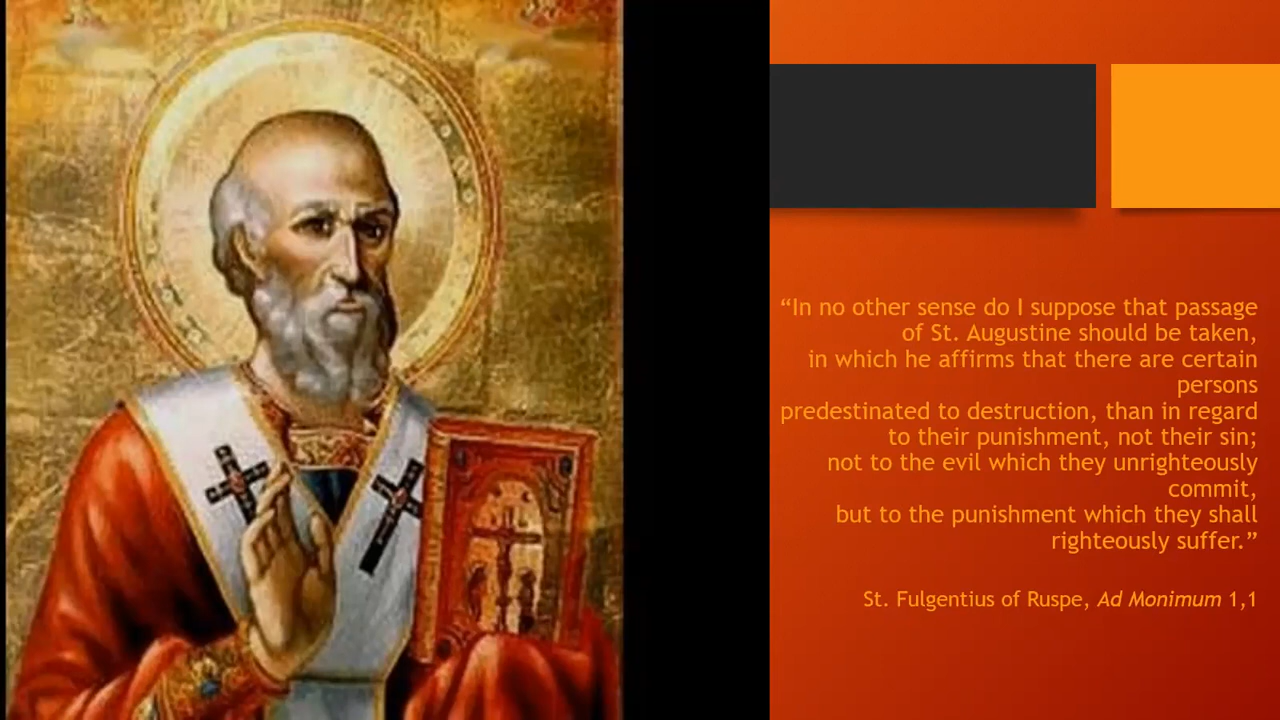 “In no other sense do I suppose that passage
of St. Augustine should be taken,
in which he affirms that there are certain
persons
predestinated to destruction, than in regard
to their punishment, not their sin;
not to the evil which they unrighteously
commit,
but to the punishment which they shall
righteously suffer.”
St. Fulgentius of Ruspe, Ad Monimum 1,1